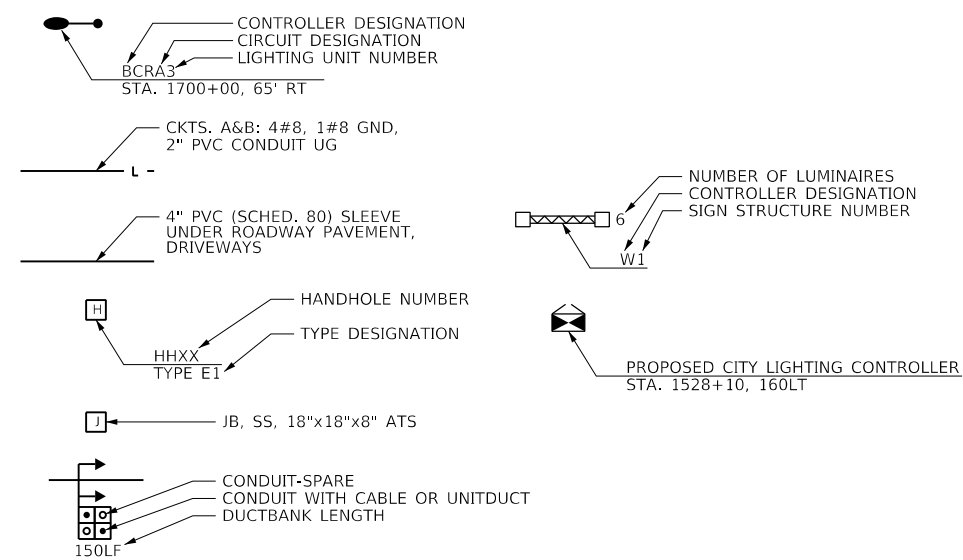 CONTROLLER DESIGNATION
CIRCUIT DESIGNATION
LIGHTING UNIT NUMBER
BCRA3
STA. 1700+00, 65' RT
CKTS. A&B: 4#8, 1#8 GND,
2" PVC CONDUIT UG
L
4" PVC (SCHED. 80) SLEEVE
UNDER ROADWAY PAVEMENT,
DRIVEWAYS
HANDHOLE NUMBER
H
TYPE DESIGNATION
HHXX
TYPE E1
J
JB, SS, 18"x18"x8" ATS
CONDUIT-SPARE
CONDUIT WITH CABLE OR UNITDUCT
DUCTBANK LENGTH
150LF
NUMBER OF LUMINAIRES
CONTROLLER DESIGNATION
SIGN STRUCTURE NUMBER
6
W1
PROPOSED CITY LIGHTING CONTROLLER
STA. 1528+10, 160LT